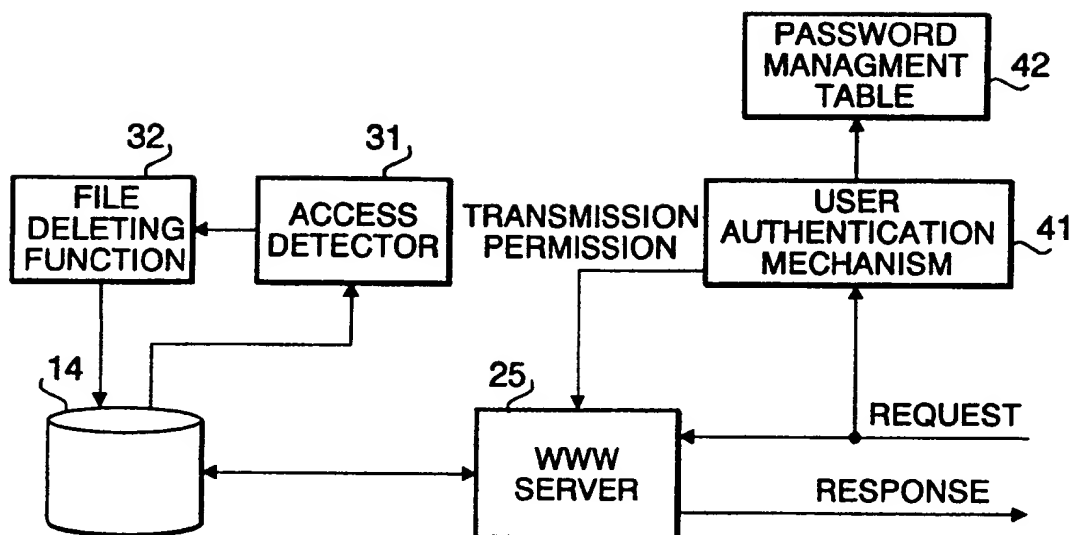 PASSWORD
MANAGMENT
TABLE
42
32
31
FILE
DELETING
FUNCTION
ACCESS
DETECTOR
TRANSMISSION
PERMISSION
USER
AUTHENTICATION
MECHANISM
41
14
25
WWW
SERVER
REQUEST
RESPONSE